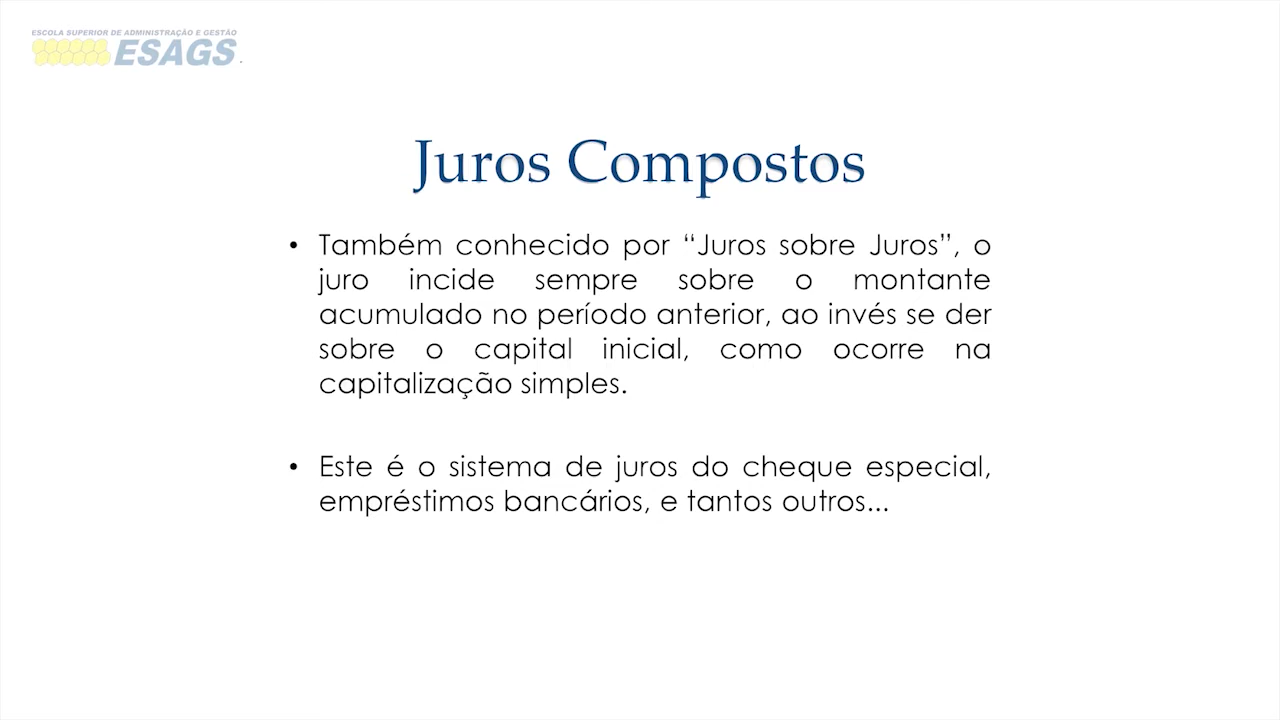 ESCOLA SUPERIOR DE ADMINISTRAÇÃO E GESTÃO
ESAGS
Juros Compostos
• Também conhecido por “Juros sobre Juros”, o
juro incide sempre sobre o montante
acumulado no período anterior, ao invés se der
sobre o capital inicial, como ocorre na
capitalização simples.
• Este é o sistema de juros do cheque especial,
empréstimos bancários, e tantos outros...